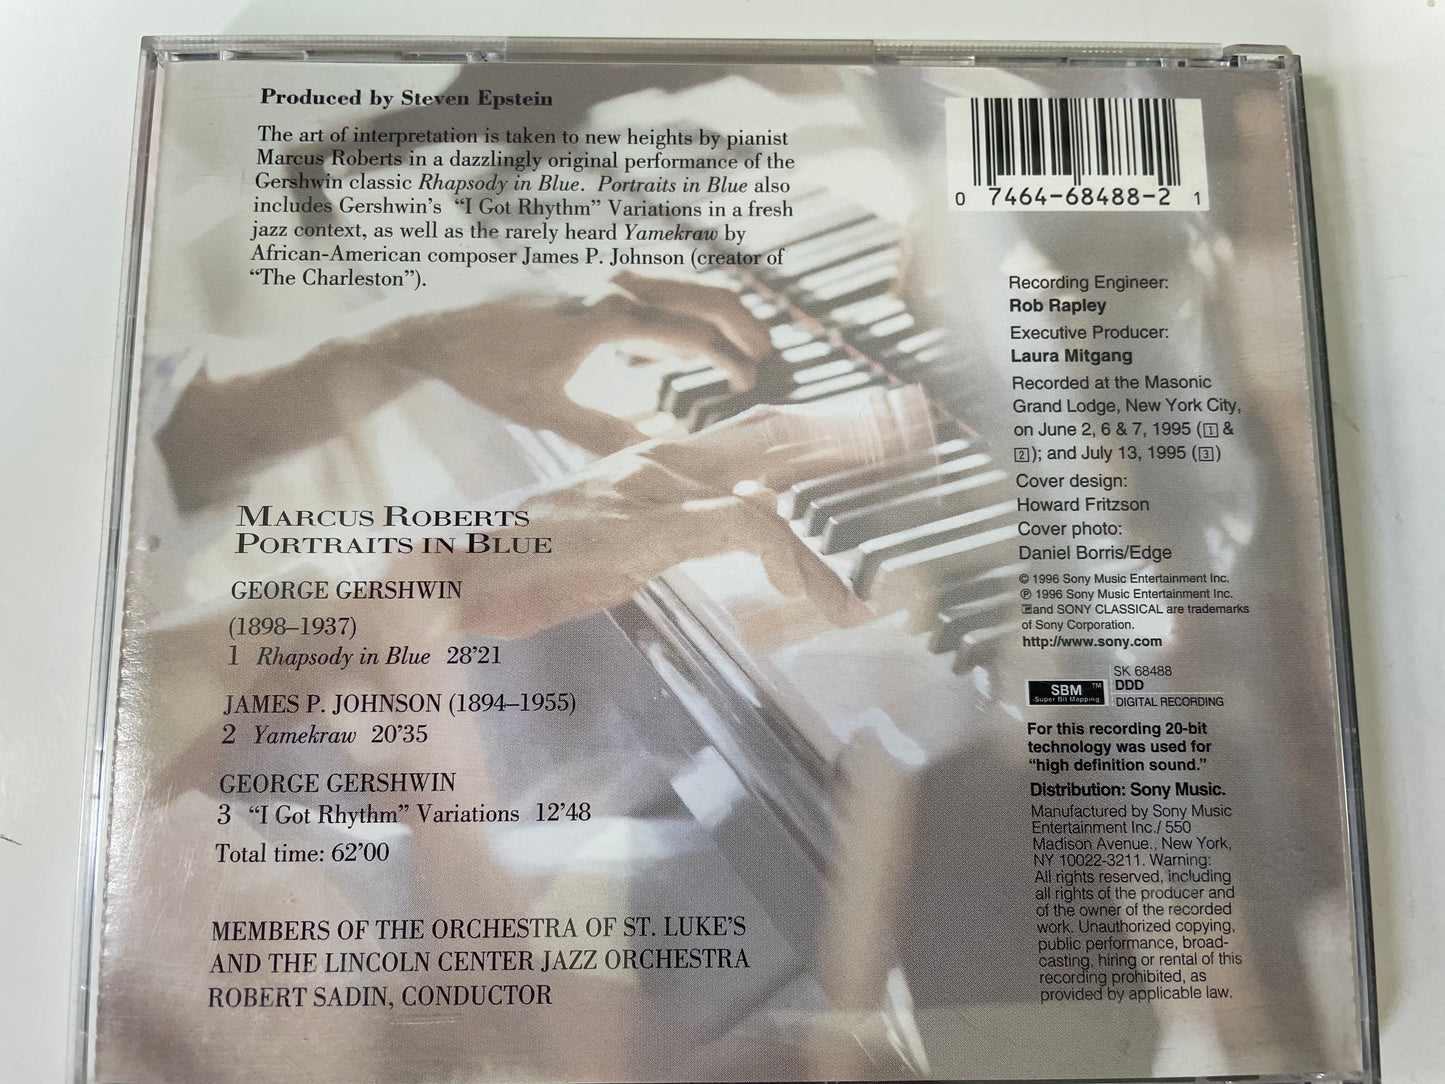 Produced by Steven Epstein
The art of interpretation is taken to new heights by pianist
Marcus Roberts in a dazzlingly original performance of the
Gershwin classic Rhapsody in Blue. Portraits in Blue also
includes Gershwin's "I Got Rhythm" Variations in a fresh
jazz context, as well as the rarely heard Yamekraw by
African-American composer James P. Johnson (creator of
"The Charleston").
MARCUS ROBERTS
PORTRAITS IN BLUE
GEORGE GERSHWIN
(1898–1937)
1 Rhapsody in Blue 28'21
JAMES P. JOHNSON (1894–1955)
2 Yamekraw 20'35
GEORGE GERSHWIN
3 "I Got Rhythm" Variations 12'48
Total time: 62'00
MEMBERS OF THE ORCHESTRA OF ST. LUKE'S
AND THE LINCOLN CENTER JAZZ ORCHESTRA
ROBERT SADIN, CONDUCTOR
0 7464-68488-2 1
Recording Engineer:
Rob Rapley
Executive Producer:
Laura Mitgang
Recorded at the Masonic
Grand Lodge, New York City,
on June 2, 6 & 7, 1995 (1 &
2); and July 13, 1995 (3)
Cover design:
Howard Fritzson
Cover photo:
Daniel Borris/Edge
© 1996 Sony Music Entertainment Inc.
℗ 1996 Sony Music Entertainment Inc.
and SONY CLASSICAL are trademarks
of Sony Corporation.
http://www.sony.com
SBM TM
Super Bit Mapping
SK 68488
DDD
DIGITAL RECORDING
For this recording 20-bit
technology was used for
"high definition sound."
Distribution: Sony Music.
Manufactured by Sony Music
Entertainment Inc./ 550
Madison Avenue., New York,
NY 10022-3211. Warning:
All rights reserved, including
all rights of the producer and
of the owner of the recorded
work. Unauthorized copying,
public performance, broad-
casting, hiring or rental of this
recording prohibited, as
provided by applicable law.